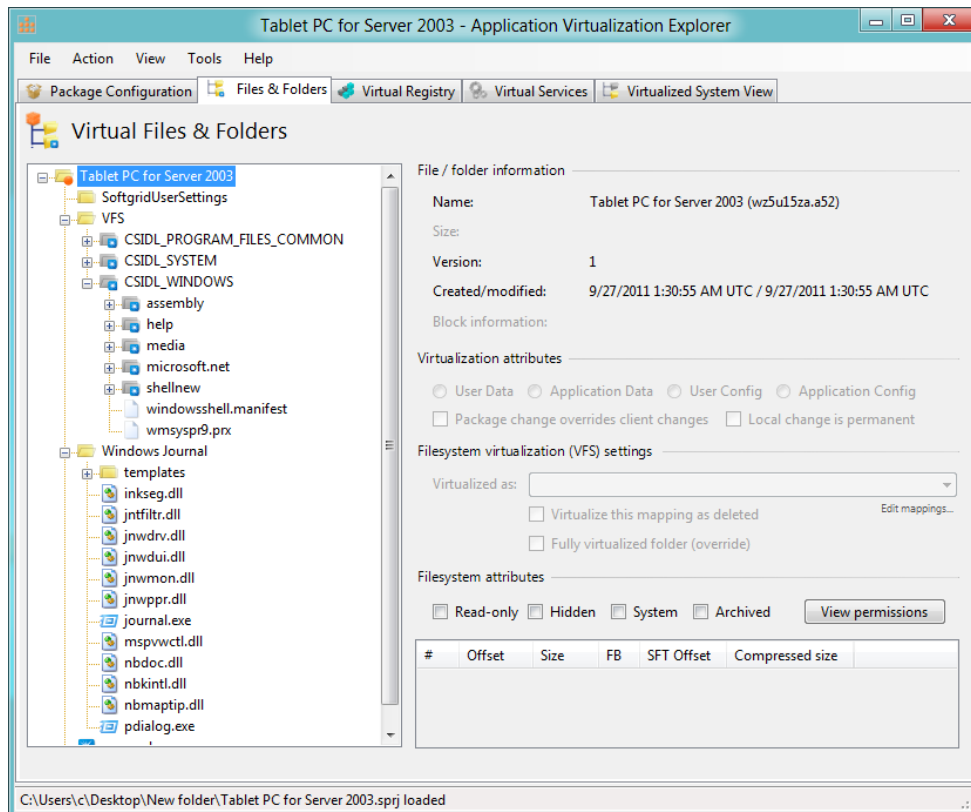 Tablet PC for Server 2003 - Application Virtualization Explorer
File Action View Tools Help
Package Configuration Files & Folders Virtual Registry Virtual Services Virtualized System View
Virtual Files & Folders
Tablet PC for Server 2003
SoftgridUserSettings
VFS
CSIDL_PROGRAM_FILES_COMMON
CSIDL_SYSTEM
CSIDL_WINDOWS
assembly
help
media
microsoft.net
shellnew
windowsshell.manifest
wmsyspr9.prx
Windows Journal
templates
inkseg.dll
jntfiltr.dll
jnwdrv.dll
jnwdui.dll
jnwmon.dll
jnwppr.dll
journal.exe
mspvwctl.dll
nbdoc.dll
nbkintl.dll
nbmaptip.dll
pdialog.exe
File / folder information
Name: Tablet PC for Server 2003 (wz5u15za.a52)
Size:
Version: 1
Created/modified: 9/27/2011 1:30:55 AM UTC / 9/27/2011 1:30:55 AM UTC
Block information:
Virtualization attributes
User Data Application Data User Config Application Config
Package change overrides client changes Local change is permanent
Filesystem virtualization (VFS) settings
Virtualized as:
Virtualize this mapping as deleted Edit mappings...
Fully virtualized folder (override)
Filesystem attributes
Read-only Hidden System Archived View permissions
# Offset Size FB SFT Offset Compressed size
C:\Users\c\Desktop\New folder\Tablet PC for Server 2003.sprj loaded